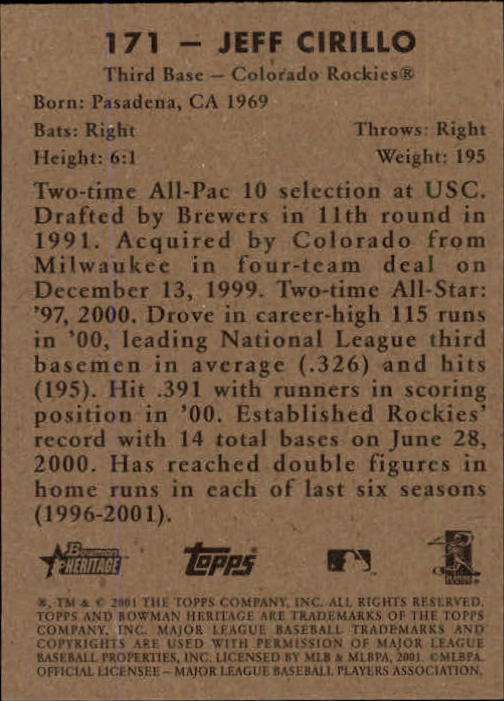 171 – JEFF CIRILLO
Third Base – Colorado Rockies®
Born: Pasadena, CA 1969
Bats: Right Throws: Right
Height: 6:1 Weight: 195
Two-time All-Pac 10 selection at USC.
Drafted by Brewers in 11th round in
1991. Acquired by Colorado from
Milwaukee in four-team deal on
December 13, 1999. Two-time All-Star:
'97, 2000. Drove in career-high 115 runs
in '00, leading National League third
basemen in average (.326) and hits
(195). Hit .391 with runners in scoring
position in '00. Established Rockies'
record with 14 total bases on June 28,
2000. Has reached double figures in
home runs in each of last six seasons
(1996-2001).
Bowman
HERITAGE
Topps
PLAYERS
®, TM & © 2001 THE TOPPS COMPANY, INC. ALL RIGHTS RESERVED.
TOPPS AND BOWMAN HERITAGE ARE TRADEMARKS OF THE TOPPS
COMPANY, INC. MAJOR LEAGUE BASEBALL TRADEMARKS AND
COPYRIGHTS ARE USED WITH PERMISSION OF MAJOR LEAGUE
BASEBALL PROPERTIES, INC. LICENSED BY MLB & MLBPA, 2001. ©MLBPA.
OFFICIAL LICENSEE – MAJOR LEAGUE BASEBALL PLAYERS ASSOCIATION.